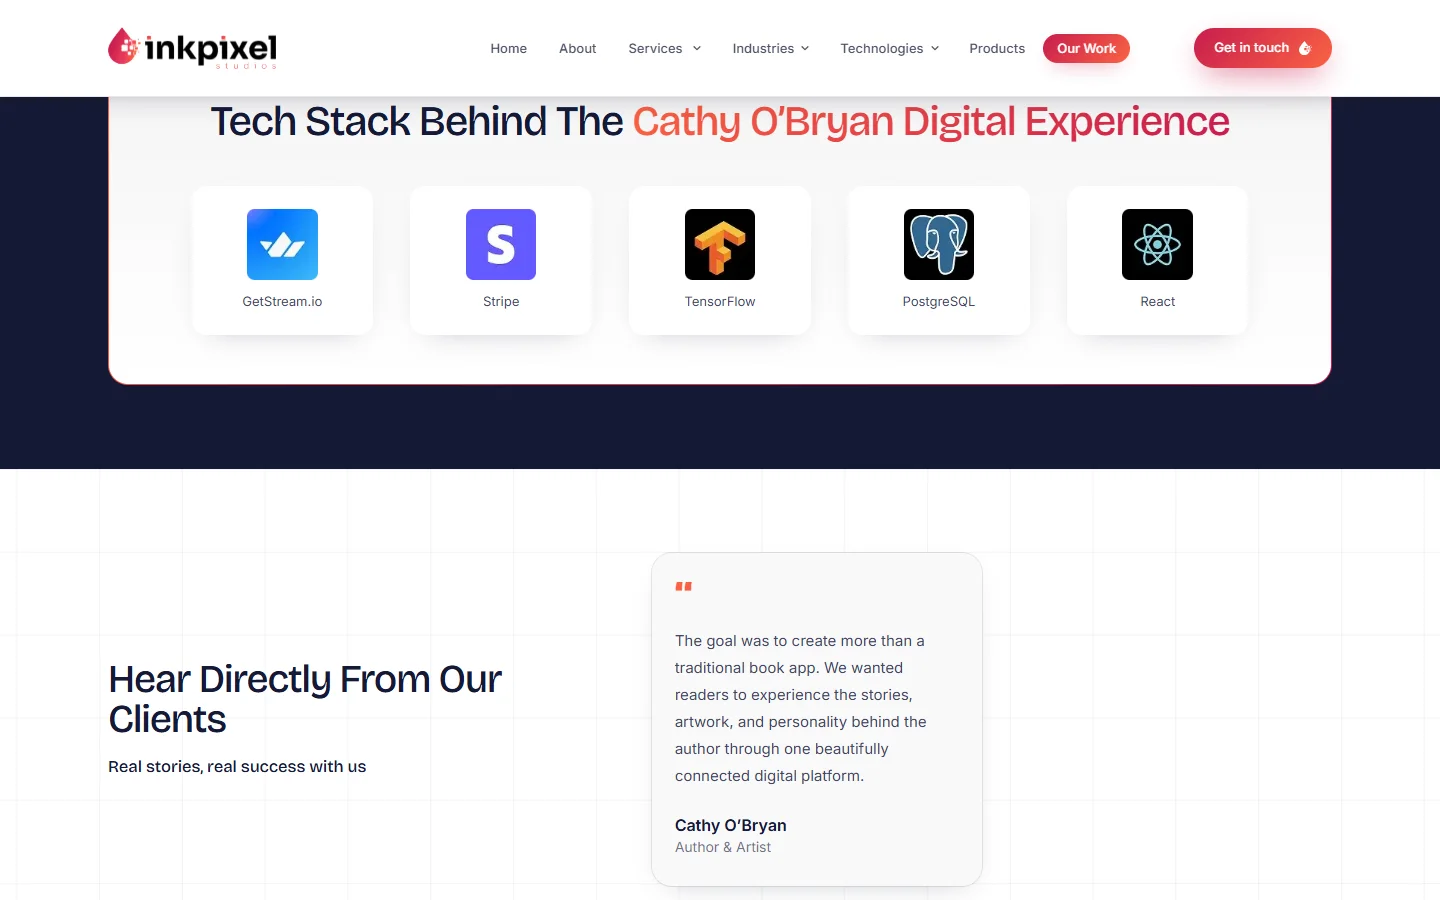 inkpixel
studios
Home
About
Services
Industries
Technologies
Products
Our Work
Get in touch
Tech Stack Behind The Cathy O’Bryan Digital Experience
GetStream.io
Stripe
TensorFlow
PostgreSQL
React
Hear Directly From Our
Clients
Real stories, real success with us
"
The goal was to create more than a
traditional book app. We wanted
readers to experience the stories,
artwork, and personality behind the
author through one beautifully
connected digital platform.
Cathy O’Bryan
Author & Artist